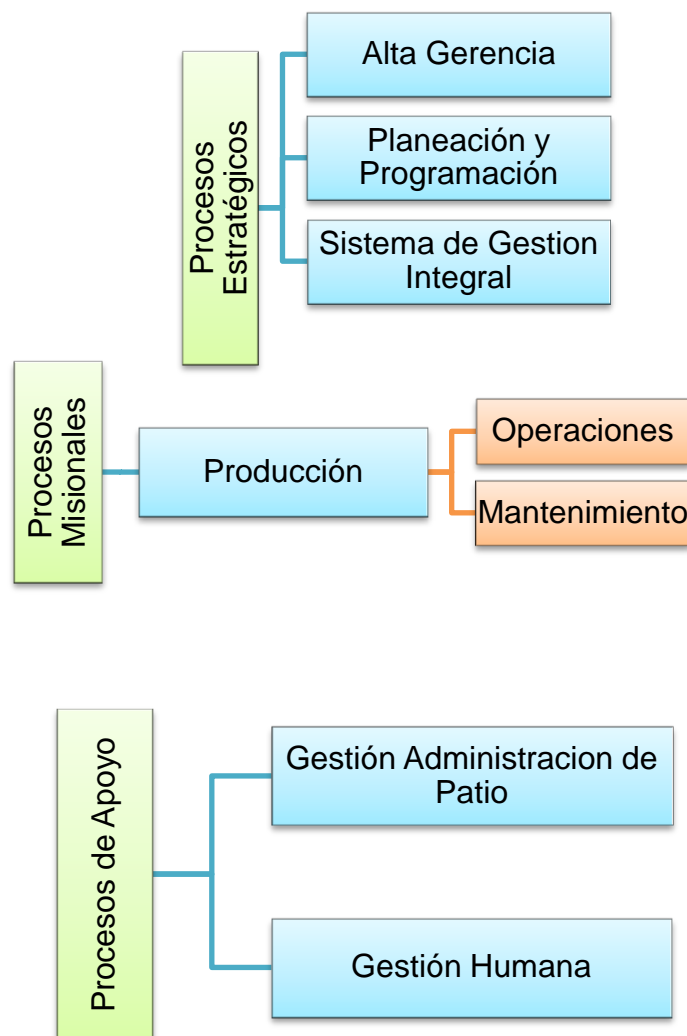 Procesos
Estratégicos
Alta Gerencia
Planeación y
Programación
Sistema de Gestion
Integral
Procesos
Misionales
Producción
Operaciones
Mantenimiento
Procesos de Apoyo
Gestión Administracion de
Patio
Gestión Humana